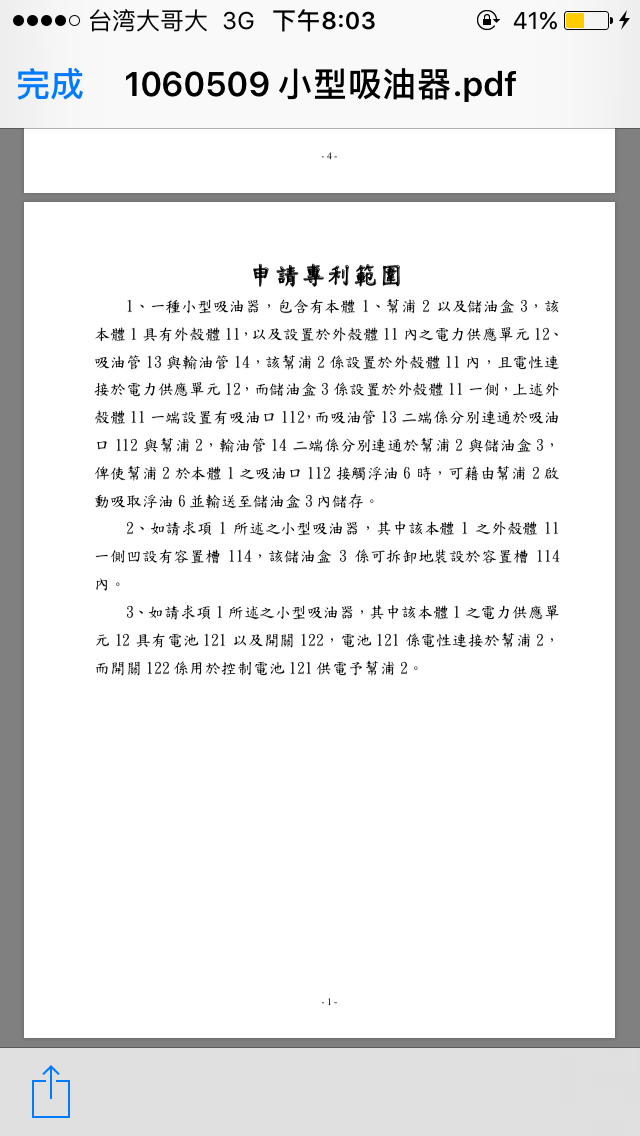 台湾大哥大 3G 下午8:03 41%
完成 1060509 小型吸油器.pdf
- 4 -
申請專利範圍
1、一種小型吸油器，包含有本體 1、幫浦 2 以及儲油盒 3，該
本體 1 具有外殼體 11，以及設置於外殼體 11 內之電力供應單元 12、
吸油管 13 與輸油管 14，該幫浦 2 係設置於外殼體 11 內，且電性連
接於電力供應單元 12，而儲油盒 3 係設置於外殼體 11 一側，上述外
殼體 11 一端設置有吸油口 112，而吸油管 13 二端係分別連通於吸油
口 112 與幫浦 2，輸油管 14 二端係分別連通於幫浦 2 與儲油盒 3，
俾使幫浦 2 於本體 1 之吸油口 112 接觸浮油 6 時，可藉由幫浦 2 啟
動吸取浮油 6 並輸送至儲油盒 3 內儲存。
2、如請求項 1 所述之小型吸油器，其中該本體 1 之外殼體 11
一側凹設有容置槽 114，該儲油盒 3 係可拆卸地裝設於容置槽 114
內。
3、如請求項 1 所述之小型吸油器，其中該本體 1 之電力供應單
元 12 具有電池 121 以及開關 122，電池 121 係電性連接於幫浦 2，
而開關 122 係用於控制電池 121 供電予幫浦 2。
- 1 -